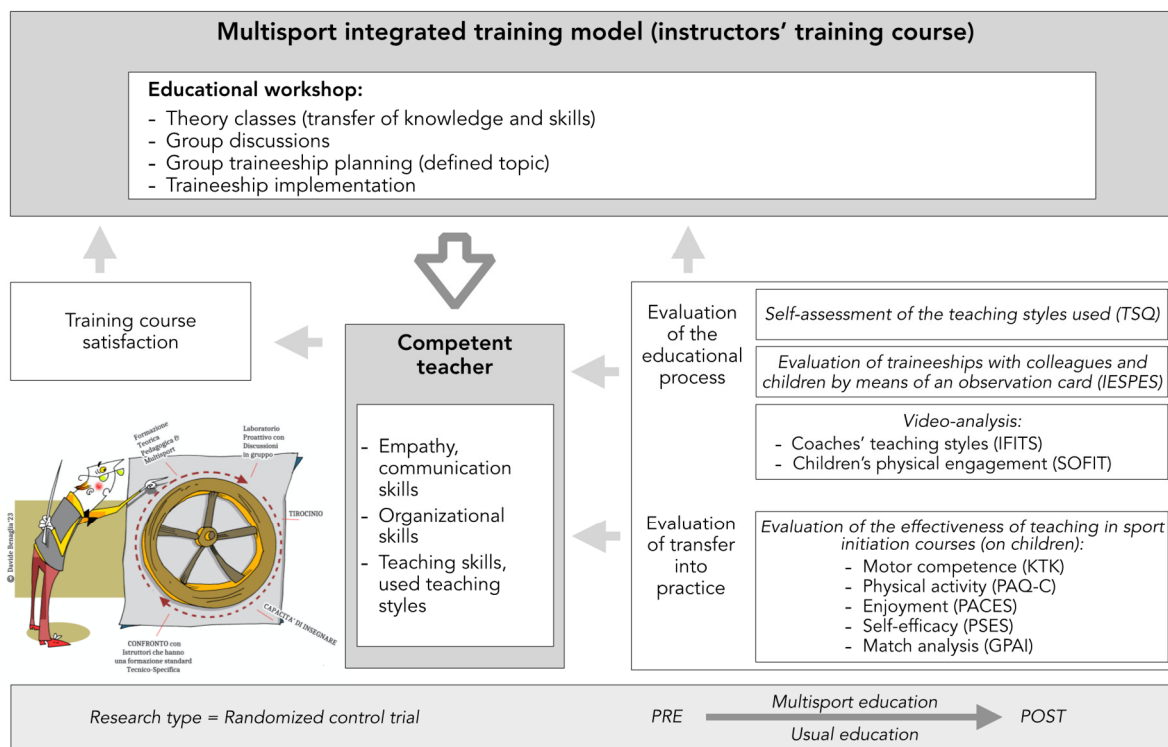 Multisport integrated training model (instructors’ training course)
Educational workshop:
- Theory classes (transfer of knowledge and skills)
- Group discussions
- Group traineeship planning (defined topic)
- Traineeship implementation
Training course
satisfaction
Competent
teacher
- Empathy,
communication
skills
- Organizational
skills
- Teaching skills,
used teaching
styles
Evaluation
of the
educational
process
Self-assessment of the teaching styles used (TSQ)
Evaluation of traineeships with colleagues and
children by means of an observation card (IESPES)
Video-analysis:
- Coaches’ teaching styles (IFITS)
- Children’s physical engagement (SOFIT)
Evaluation
of transfer
into
practice
Evaluation of the effectiveness of teaching in sport
initiation courses (on children):
- Motor competence (KTK)
- Physical activity (PAQ-C)
- Enjoyment (PACES)
- Self-efficacy (PSES)
- Match analysis (GPAI)
Formazione
Teorica
Pedagogica &
Multisport
Laboratorio
Proattivo con
Discussioni
in gruppo
TIROCINIO
CAPACITA’ DI INSEGNARE
CONFRONTO con
Istruttori che hanno
una formazione standard
Tecnico-Specifica
© Davide Benaglia ’23
Research type = Randomized control trial
PRE
Multisport education
Usual education
POST